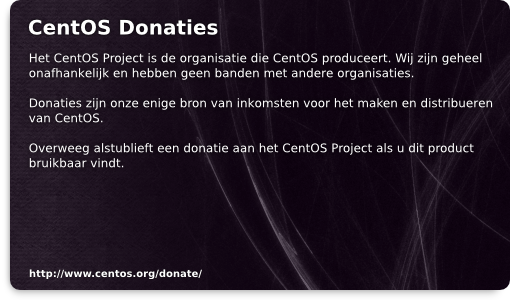 CentOS Donaties
Het CentOS Project is de organisatie die CentOS produceert. Wij zijn geheel
onafhankelijk en hebben geen banden met andere organisaties.
Donaties zijn onze enige bron van inkomsten voor het maken en distribueren
van CentOS.
Overweeg alstublieft een donatie aan het CentOS Project als u dit product
bruikbaar vindt.
http://www.centos.org/donate/